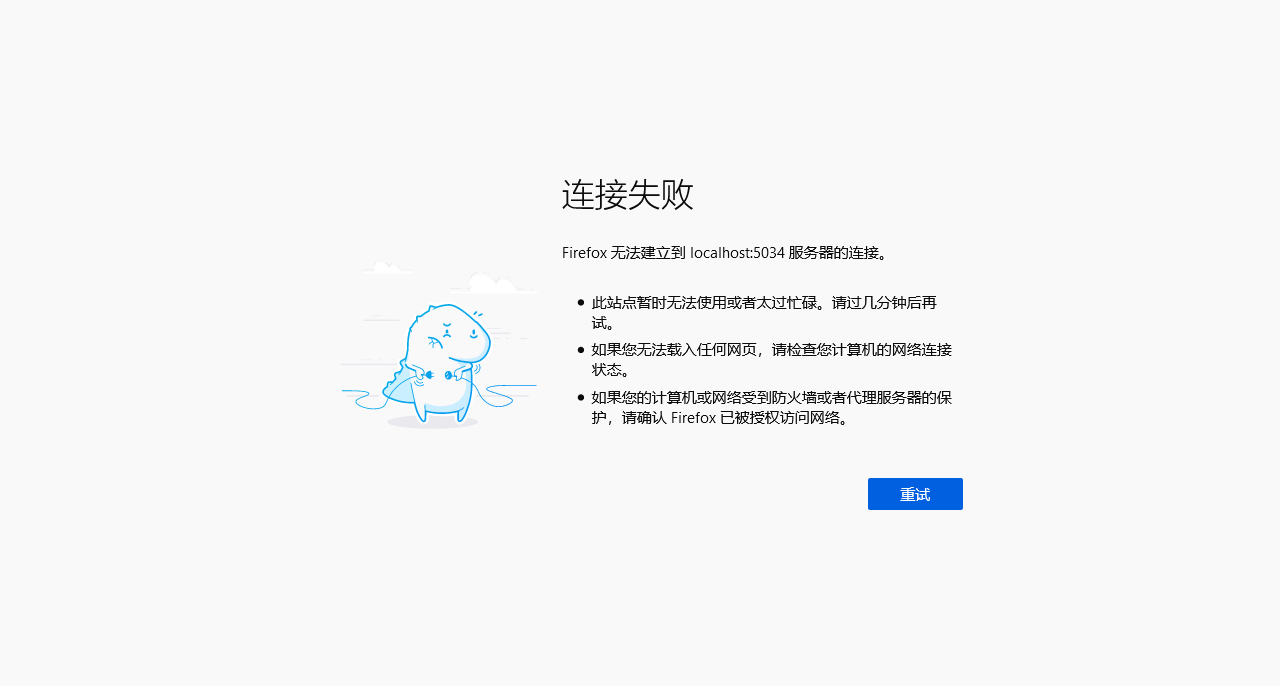 连接失败
Firefox 无法建立到 localhost:5034 服务器的连接。
此站点暂时无法使用或者太过忙碌。请过几分钟后再
试。
如果您无法载入任何网页，请检查您计算机的网络连接
状态。
如果您的计算机或网络受到防火墙或者代理服务器的保
护，请确认 Firefox 已被授权访问网络。
重试